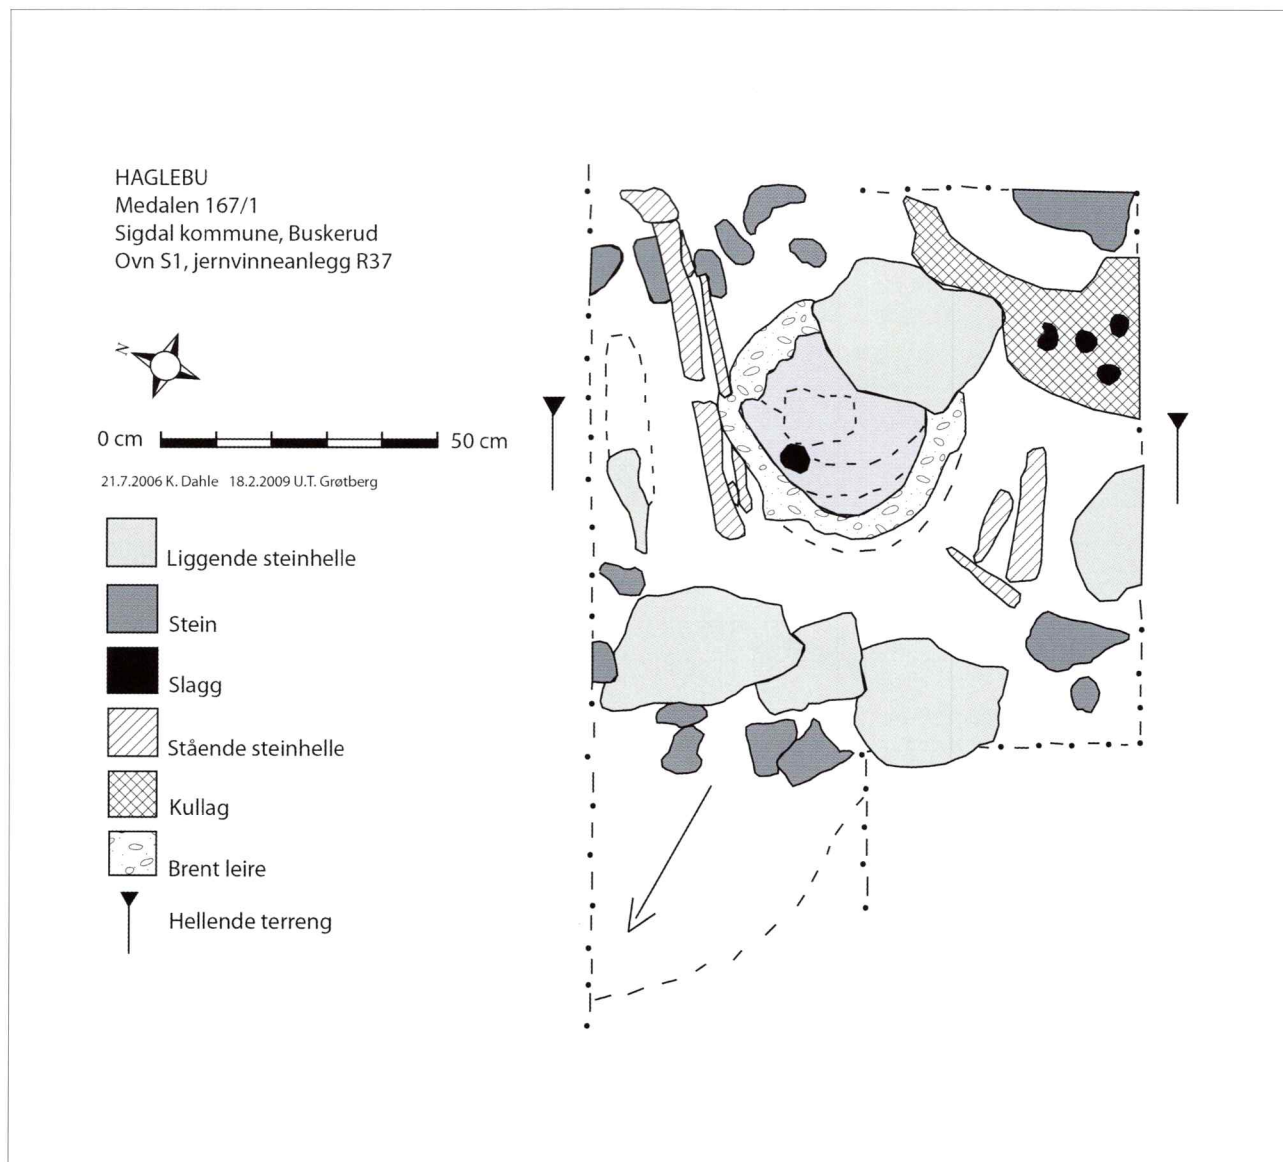 HAGLEBU
Medalen 167/1
Sigdal kommune, Buskerud
Ovn S1, jernvinneanlegg R37
N
0 cm 50 cm
21.7.2006 K. Dahle 18.2.2009 U.T. Grøtberg
Liggende steinhelle
Stein
Slagg
Stående steinhelle
Kullag
Brent leire
Hellende terreng